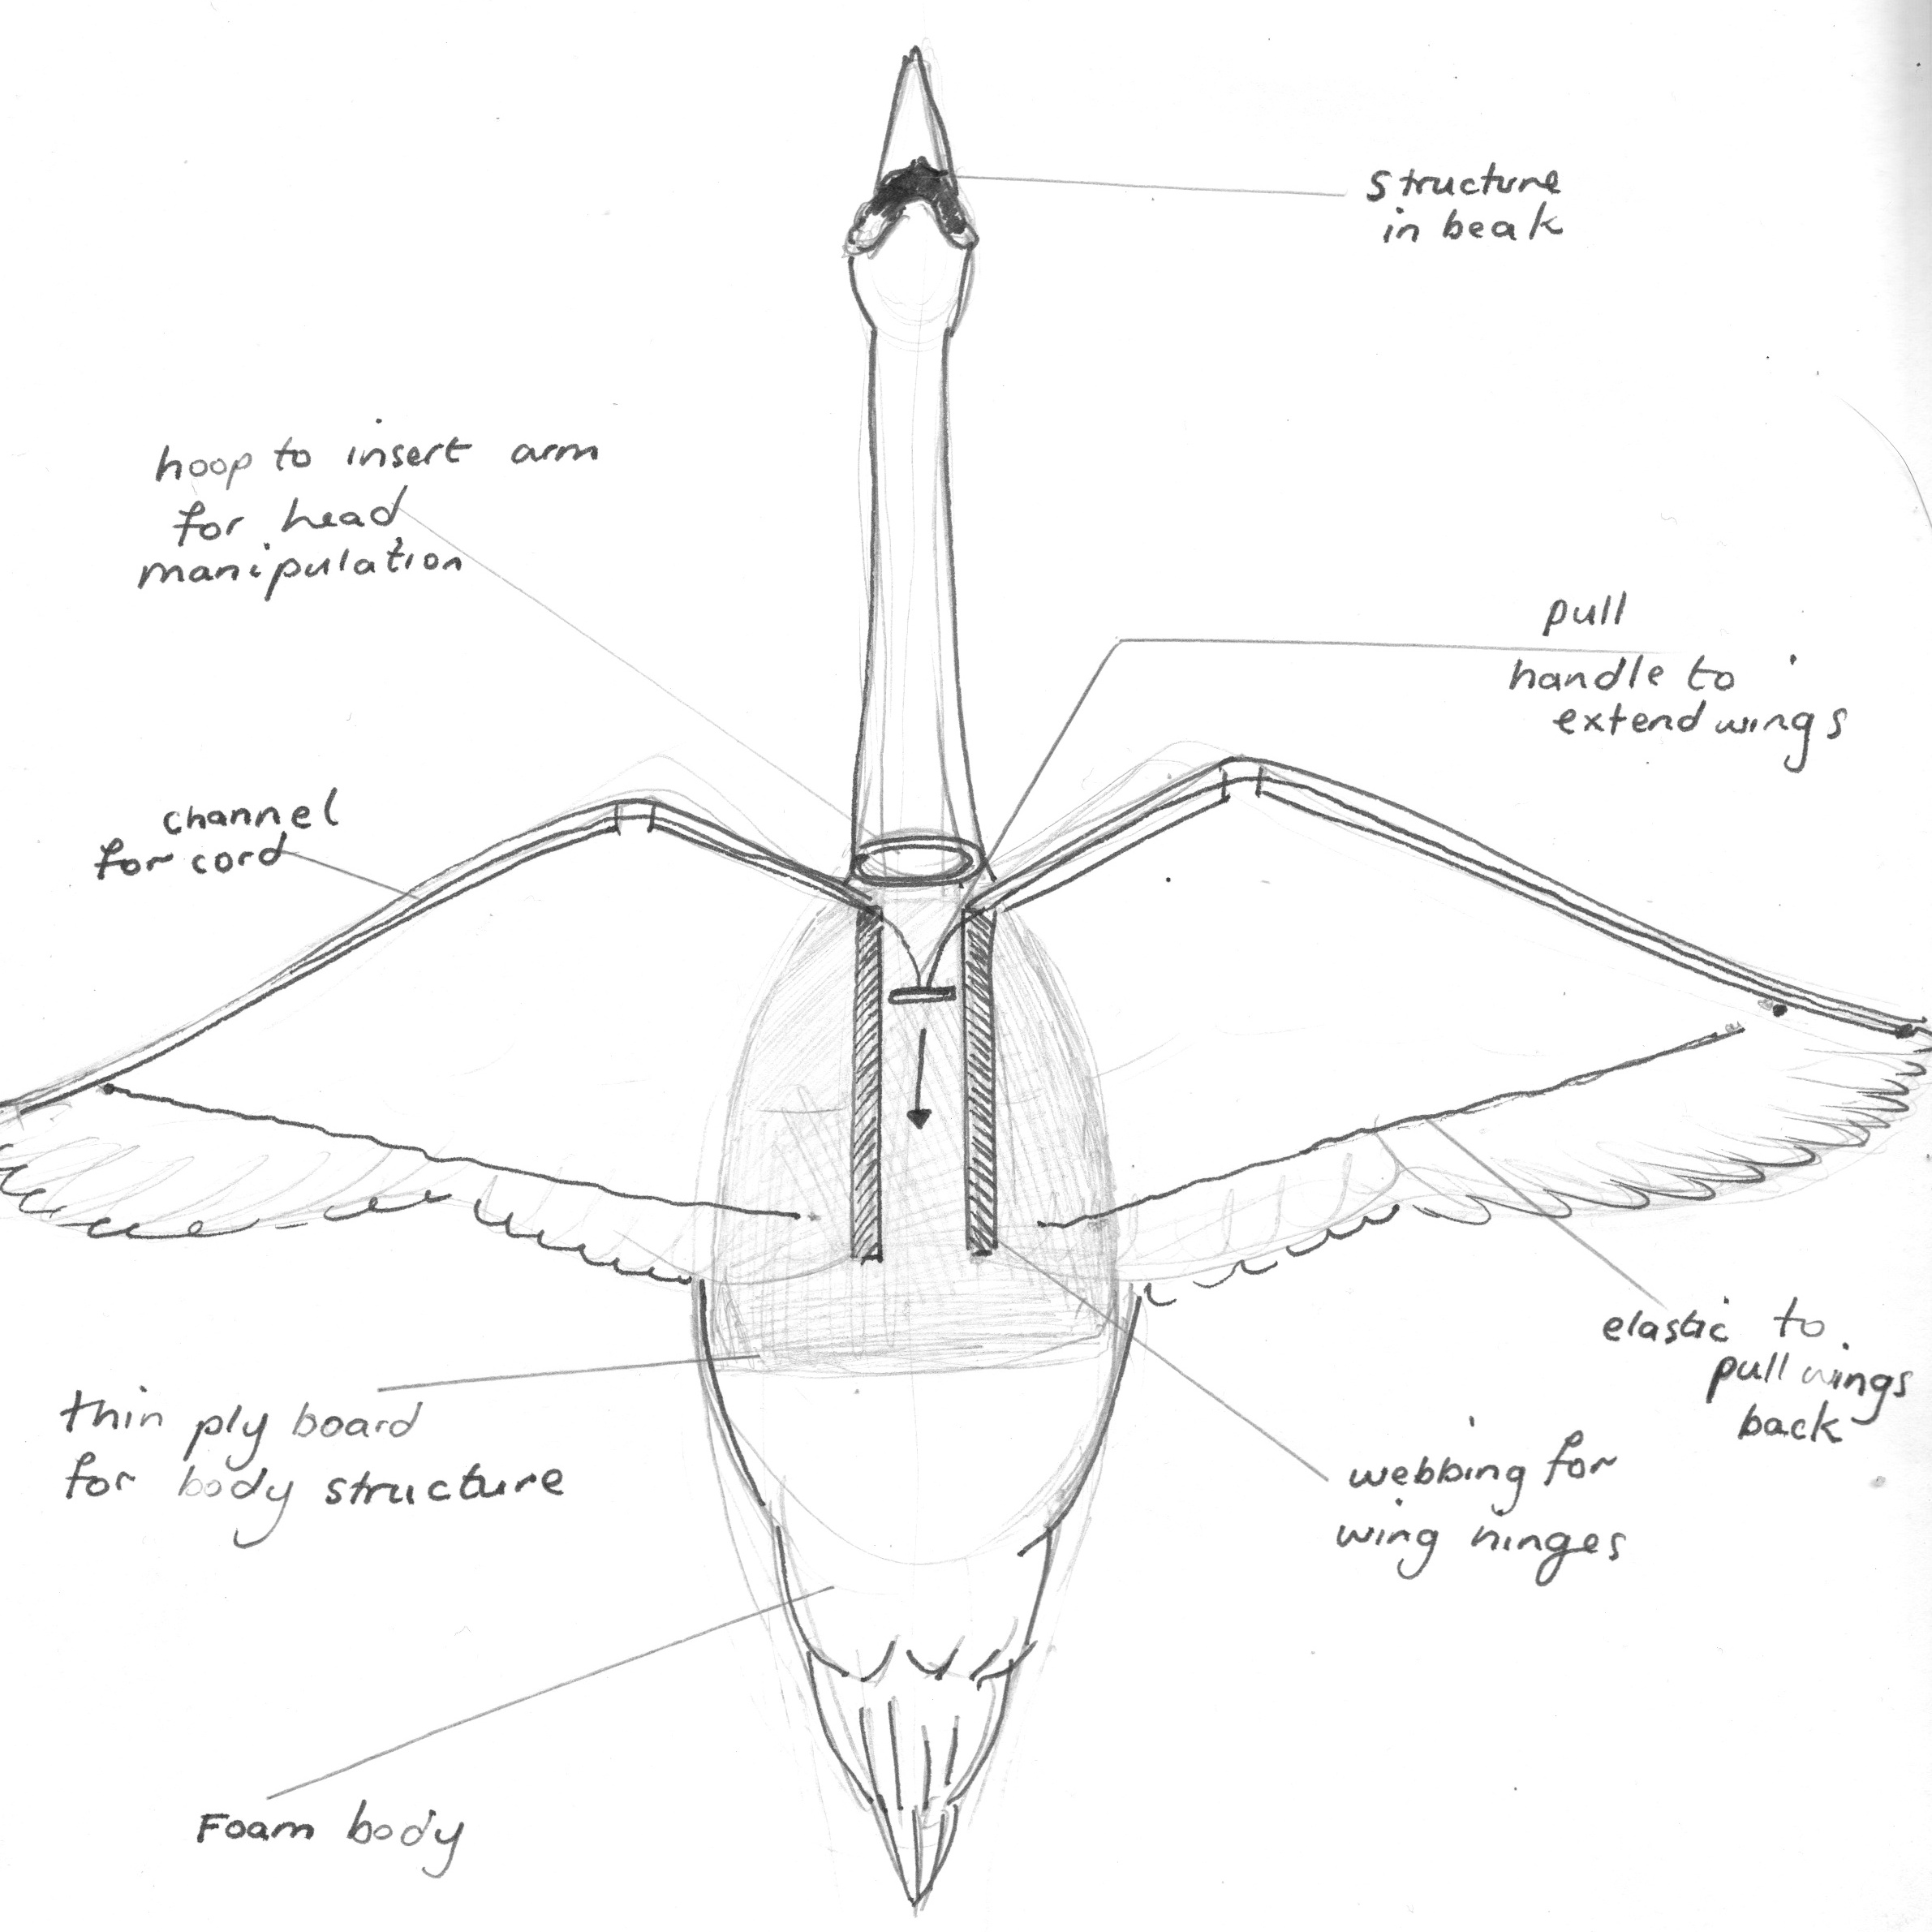 structure
in beak
hoop to insert arm
for head
manipulation
pull
handle to
extend wings
channel
for cord
elastic to
pull wings
back
thin ply board
for body structure
webbing for
wing hinges
Foam body